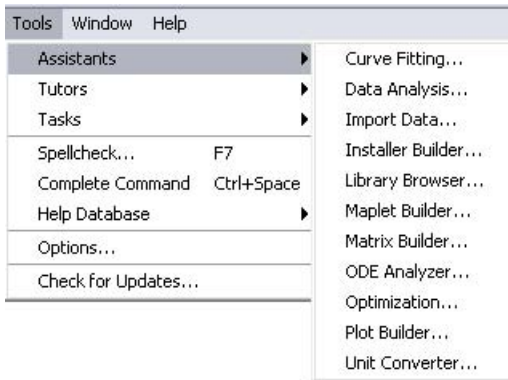 Tools Window Help
Assistants
Tutors
Tasks
Spellcheck... F7
Complete Command Ctrl+Space
Help Database
Options...
Check for Updates...
Curve Fitting...
Data Analysis...
Import Data...
Installer Builder...
Library Browser...
Maplet Builder...
Matrix Builder...
ODE Analyzer...
Optimization...
Plot Builder...
Unit Converter...